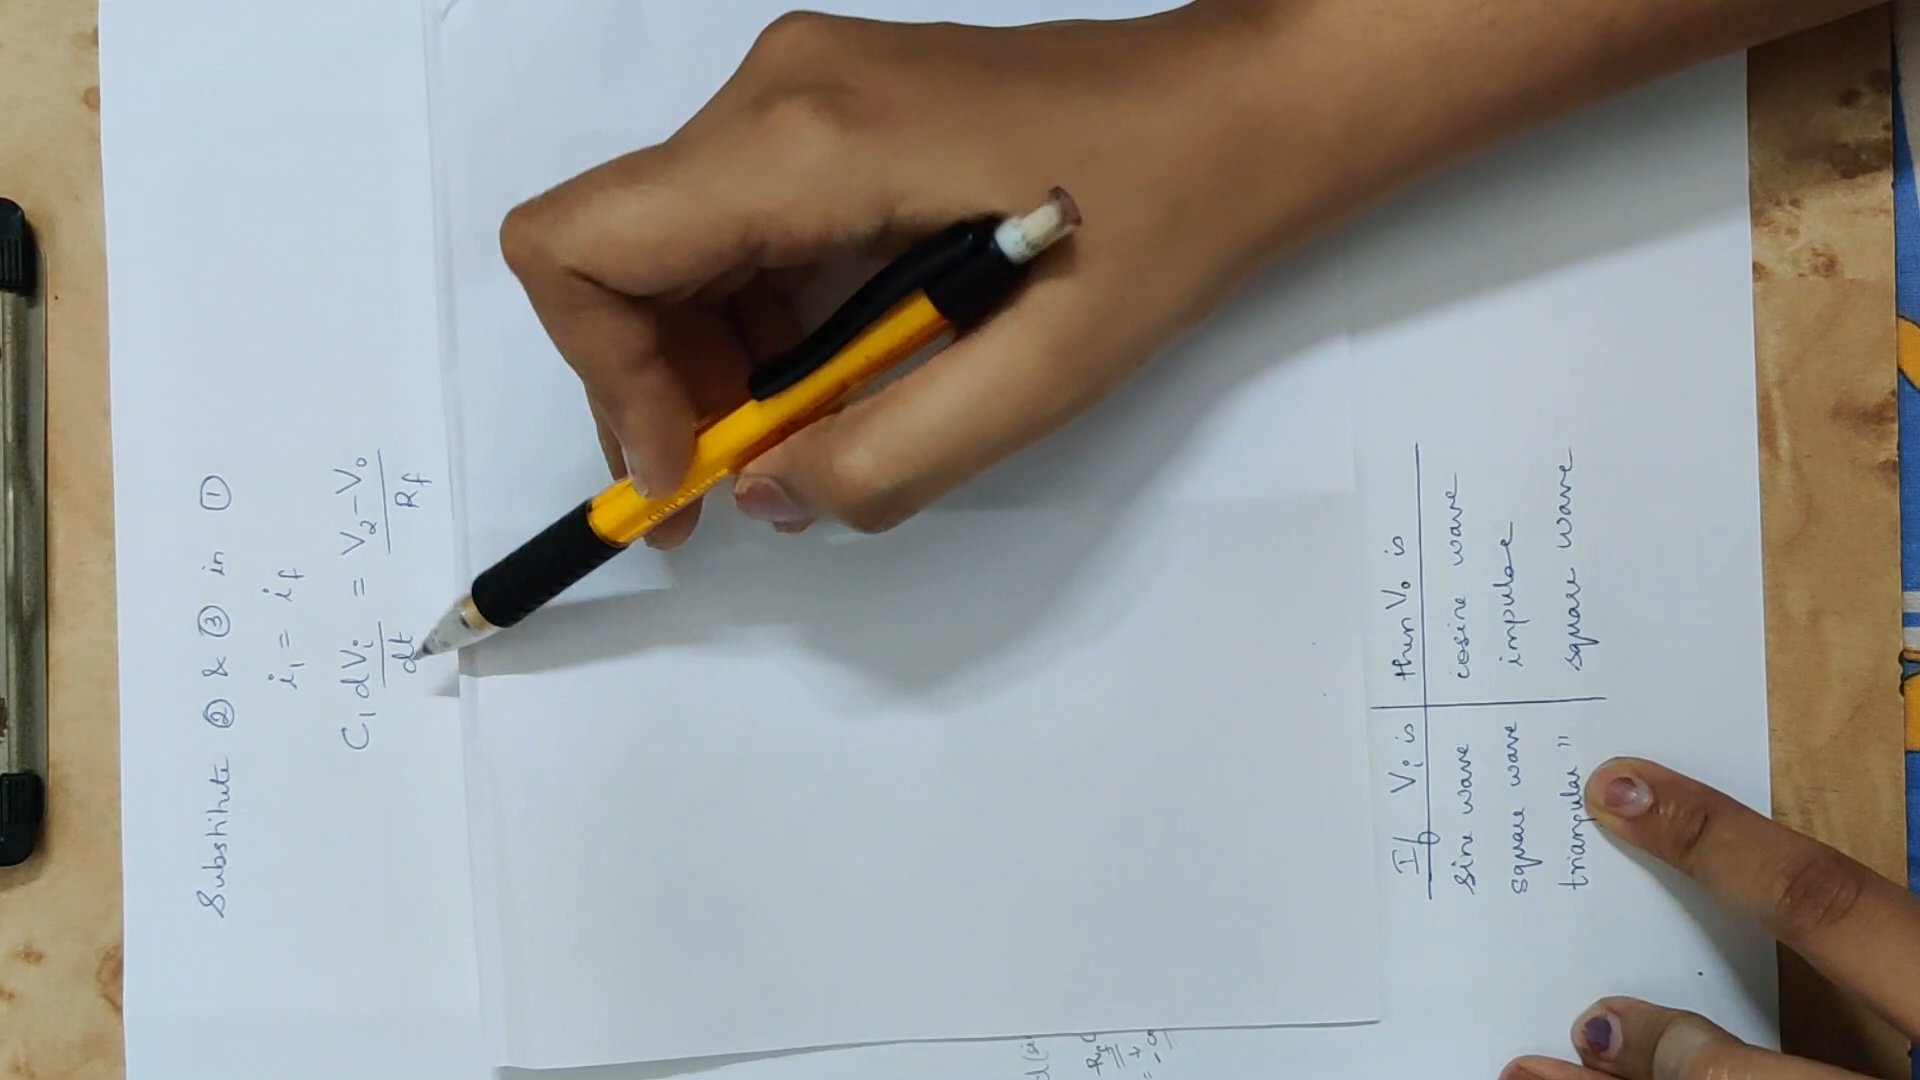 Substitute ② & ③ in ①
i₁ = i_f
C₁ dVᵢ/dt = V₂ - V₀/R_f
If Vᵢ is | then V₀ is
sine wave | cosine wave
square wave | impulse
triangular " | square wave